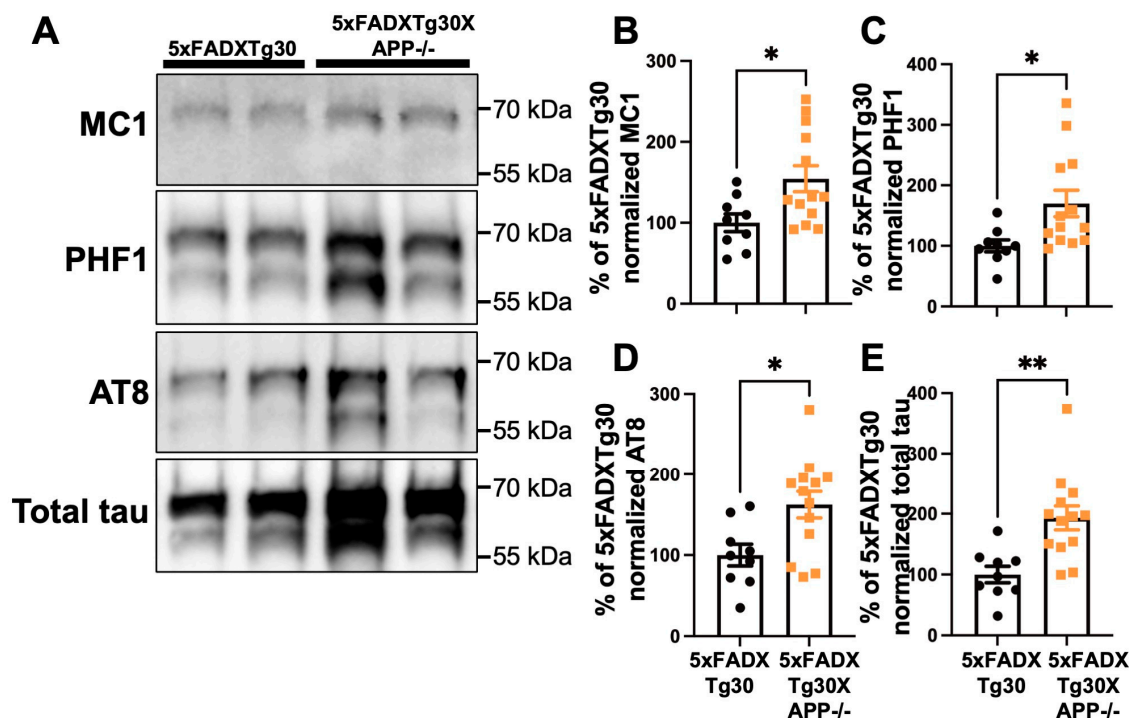 A
5xFADXTg30
5xFADXTg30X
APP-/-
MC1
70 kDa
55 kDa
PHF1
70 kDa
55 kDa
AT8
70 kDa
55 kDa
Total tau
70 kDa
55 kDa
B
% of 5xFADXTg30
normalized MC1
300
200
100
0
*
C
% of 5xFADXTg30
normalized PHF1
400
300
200
100
0
*
D
% of 5xFADXTg30
normalized AT8
300
200
100
0
*
5xFADX
Tg30
5xFADX
Tg30X
APP-/-
E
% of 5xFADXTg30
normalized total tau
400
300
200
100
0
**
5xFADX
Tg30
5xFADX
Tg30X
APP-/-